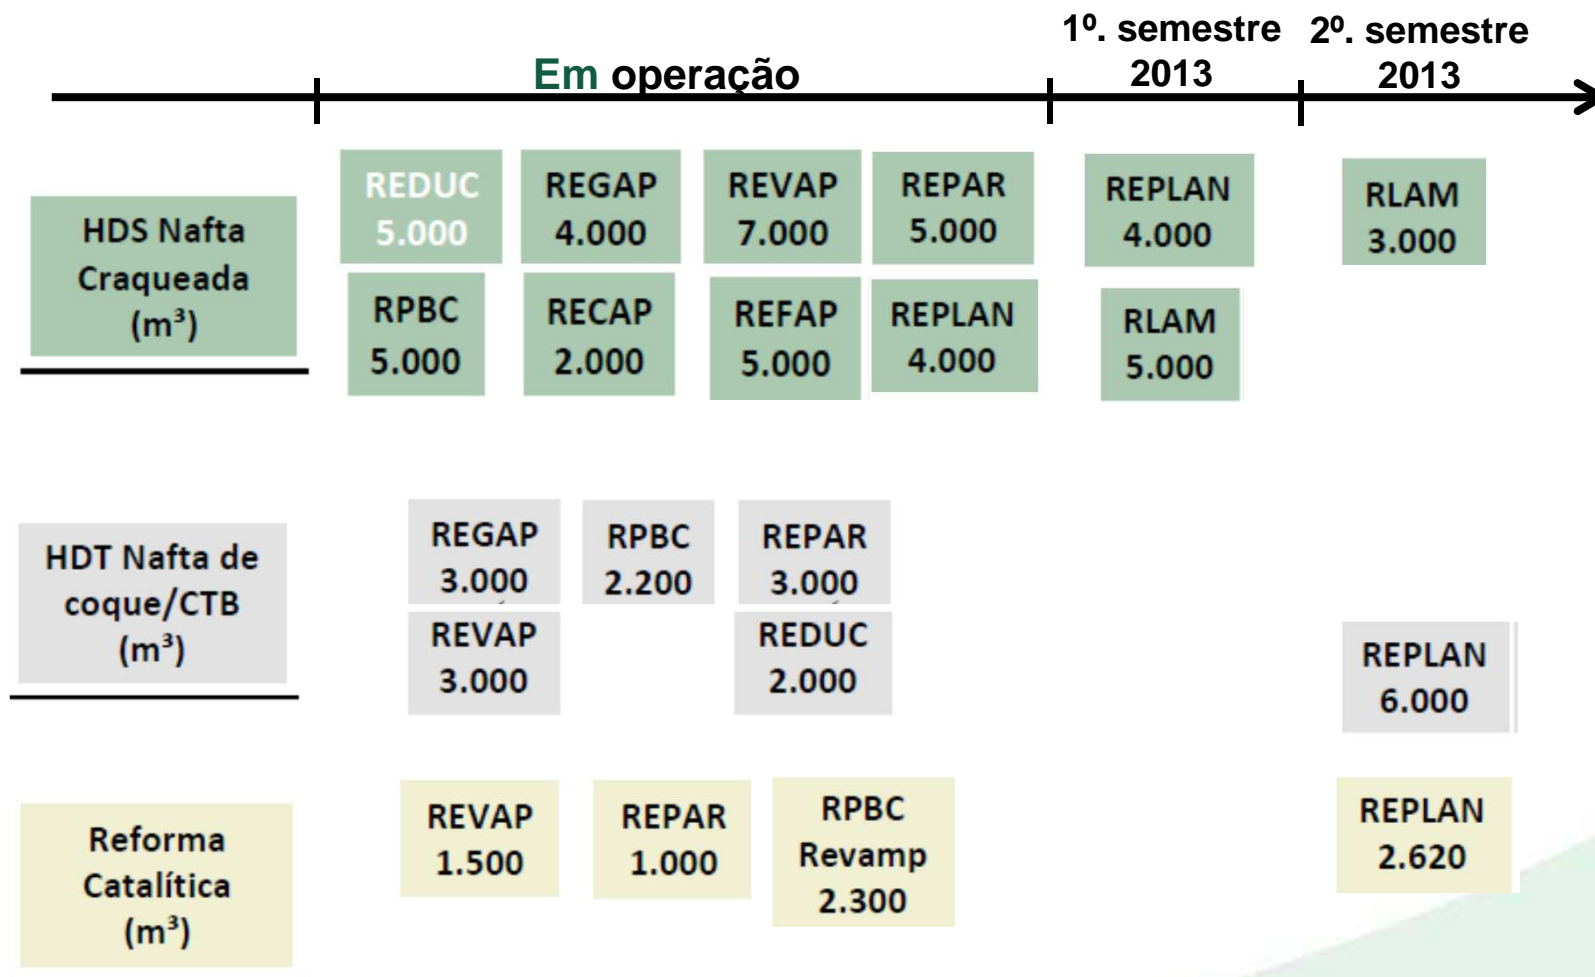 1º. semestre
2013
2º. semestre
2013
Em operação
HDS Nafta
Craqueada
(m³)
REDUC
5.000
REGAP
4.000
REVAP
7.000
REPAR
5.000
REPLAN
4.000
RLAM
3.000
RPBC
5.000
RECAP
2.000
REFAP
5.000
REPLAN
4.000
RLAM
5.000
HDT Nafta de
coque/CTB
(m³)
REGAP
3.000
RPBC
2.200
REPAR
3.000
REVAP
3.000
REDUC
2.000
REPLAN
6.000
Reforma
Catalítica
(m³)
REVAP
1.500
REPAR
1.000
RPBC
Revamp
2.300
REPLAN
2.620